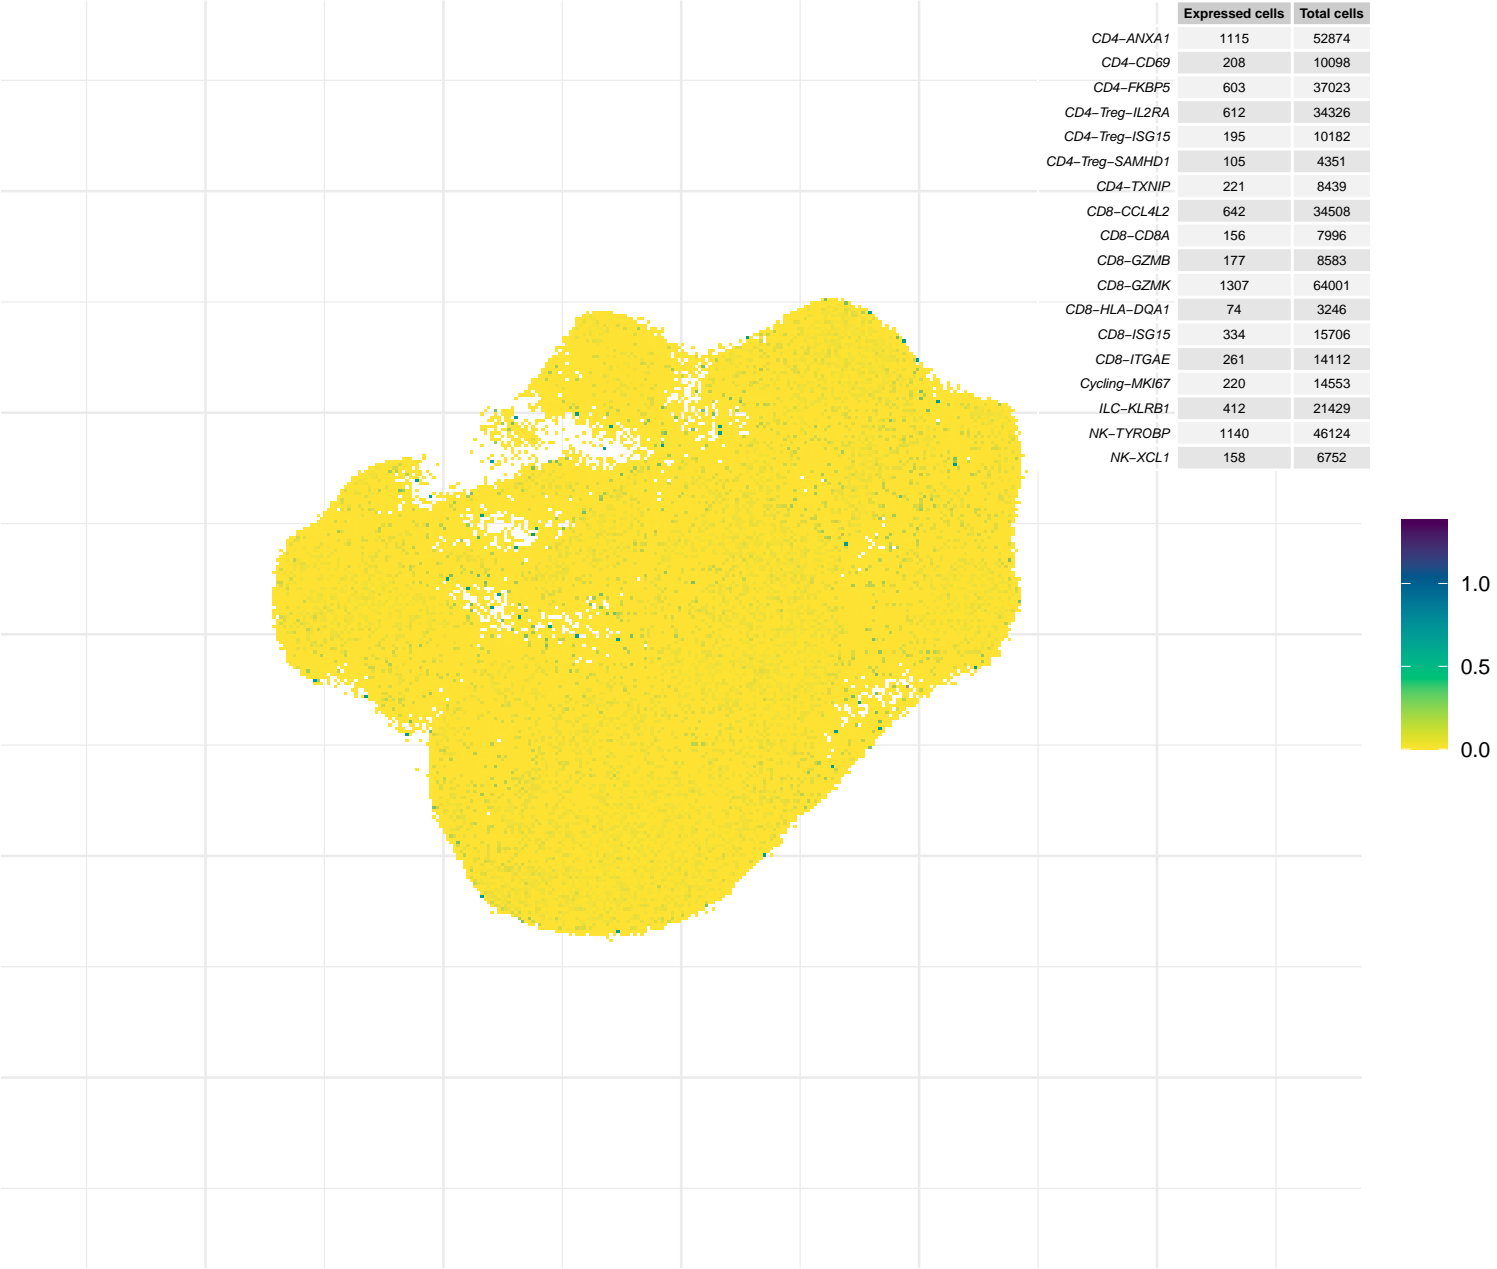 Expressed cells Total cells
CD4−ANXA1 1115 52874
CD4−CD69 208 10098
CD4−FKBP5 603 37023
CD4−Treg−IL2RA 612 34326
CD4−Treg−ISG15 195 10182
CD4−Treg−SAMHD1 105 4351
CD4−TXNIP 221 8439
CD8−CCL4L2 642 34508
CD8−CD8A 156 7996
CD8−GZMB 177 8583
CD8−GZMK 1307 64001
CD8−HLA−DQA1 74 3246
CD8−ISG15 334 15706
CD8−ITGAE 261 14112
Cycling−MKI67 220 14553
ILC−KLRB1 412 21429
NK−TYROBP 1140 46124
NK−XCL1 158 6752
1.0
0.5
0.0